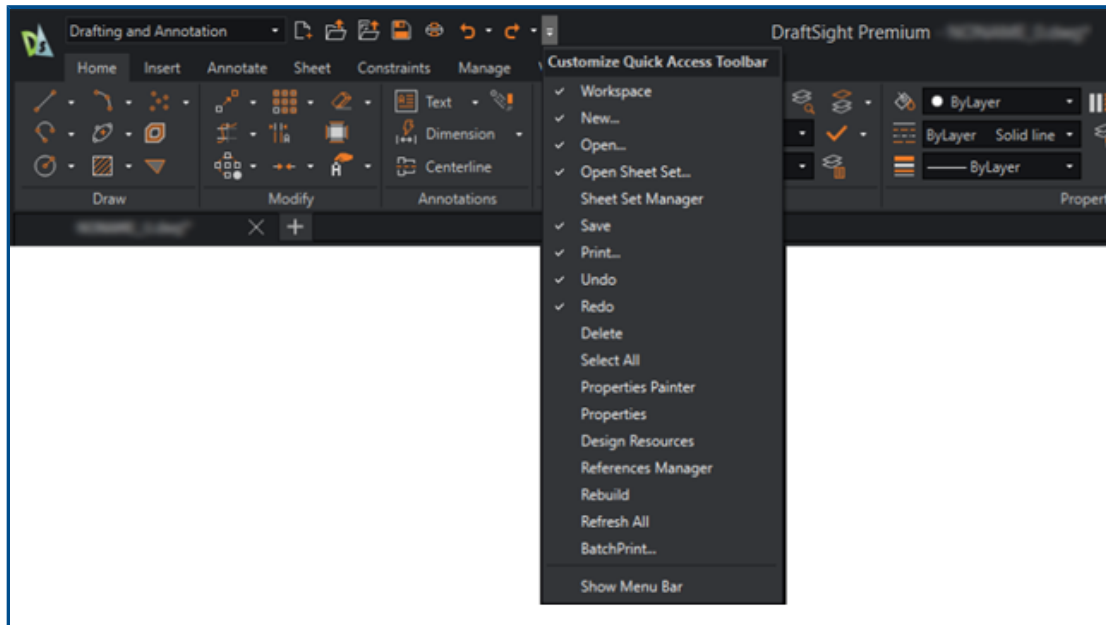 Drafting and Annotation
DraftSight Premium
Home Insert Annotate Sheet Constraints Manage
Customize Quick Access Toolbar
Workspace
New...
Open...
Open Sheet Set...
Sheet Set Manager
Save
Print...
Undo
Redo
Delete
Select All
Properties Painter
Properties
Design Resources
References Manager
Rebuild
Refresh All
BatchPrint...
Show Menu Bar
Text
Dimension
Centerline
ByLayer
ByLayer Solid line
ByLayer
Draw
Modify
Annotations